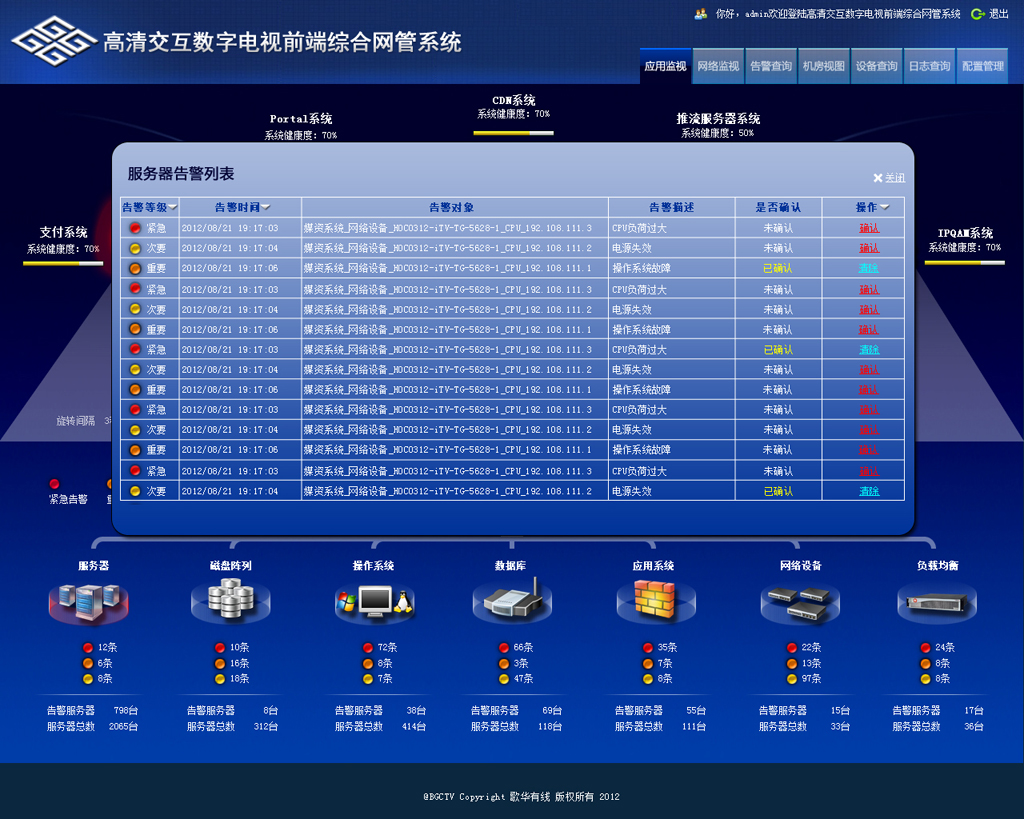 你好，admin欢迎登陆高清交互数字电视前端综合网管系统 退出
高清交互数字电视前端综合网管系统
应用监视 网络监视 告警查询 机房视图 设备查询 日志查询 配置管理
CDN系统
系统健康度：70%
Portal系统
系统健康度：70%
推流服务器系统
系统健康度：50%
支付系统
系统健康度：70%
IPQAM系统
系统健康度：70%
服务器告警列表
关闭
告警等级 告警时间 告警对象 告警描述 是否确认 操作
紧急 2012/08/21 19:17:03 媒资系统_网络设备_HOCO312-iTV-TG-5628-1_CPU_192.108.111.3 CPU负荷过大 未确认 确认
次要 2012/08/21 19:17:04 媒资系统_网络设备_HOCO312-iTV-TG-5628-1_CPU_192.108.111.2 电源失效 未确认 确认
重要 2012/08/21 19:17:06 媒资系统_网络设备_HOCO312-iTV-TG-5628-1_CPU_192.108.111.1 操作系统故障 已确认 清除
紧急 2012/08/21 19:17:03 媒资系统_网络设备_HOCO312-iTV-TG-5628-1_CPU_192.108.111.3 CPU负荷过大 未确认 确认
次要 2012/08/21 19:17:04 媒资系统_网络设备_HOCO312-iTV-TG-5628-1_CPU_192.108.111.2 电源失效 未确认 确认
重要 2012/08/21 19:17:06 媒资系统_网络设备_HOCO312-iTV-TG-5628-1_CPU_192.108.111.1 操作系统故障 未确认 确认
紧急 2012/08/21 19:17:03 媒资系统_网络设备_HOCO312-iTV-TG-5628-1_CPU_192.108.111.3 CPU负荷过大 已确认 清除
次要 2012/08/21 19:17:04 媒资系统_网络设备_HOCO312-iTV-TG-5628-1_CPU_192.108.111.2 电源失效 未确认 确认
重要 2012/08/21 19:17:06 媒资系统_网络设备_HOCO312-iTV-TG-5628-1_CPU_192.108.111.1 操作系统故障 未确认 确认
紧急 2012/08/21 19:17:03 媒资系统_网络设备_HOCO312-iTV-TG-5628-1_CPU_192.108.111.3 CPU负荷过大 未确认 确认
次要 2012/08/21 19:17:04 媒资系统_网络设备_HOCO312-iTV-TG-5628-1_CPU_192.108.111.2 电源失效 未确认 确认
重要 2012/08/21 19:17:06 媒资系统_网络设备_HOCO312-iTV-TG-5628-1_CPU_192.108.111.1 操作系统故障 未确认 确认
紧急 2012/08/21 19:17:03 媒资系统_网络设备_HOCO312-iTV-TG-5628-1_CPU_192.108.111.3 CPU负荷过大 未确认 确认
次要 2012/08/21 19:17:04 媒资系统_网络设备_HOCO312-iTV-TG-5628-1_CPU_192.108.111.2 电源失效 已确认 清除
旋转间隔
紧急告警
服务器 磁盘阵列 操作系统 数据库 应用系统 网络设备 负载均衡
12条 10条 72条 66条 35条 22条 24条
6条 16条 8条 3条 7条 13条 8条
8条 18条 7条 47条 8条 97条 8条
告警服务器 798台 告警服务器 8台 告警服务器 38台 告警服务器 69台 告警服务器 55台 告警服务器 15台 告警服务器 17台
服务器总数 2065台 服务器总数 312台 服务器总数 414台 服务器总数 118台 服务器总数 111台 服务器总数 33台 服务器总数 36台
@BGCTV Copyright 歌华有线 版权所有 2012